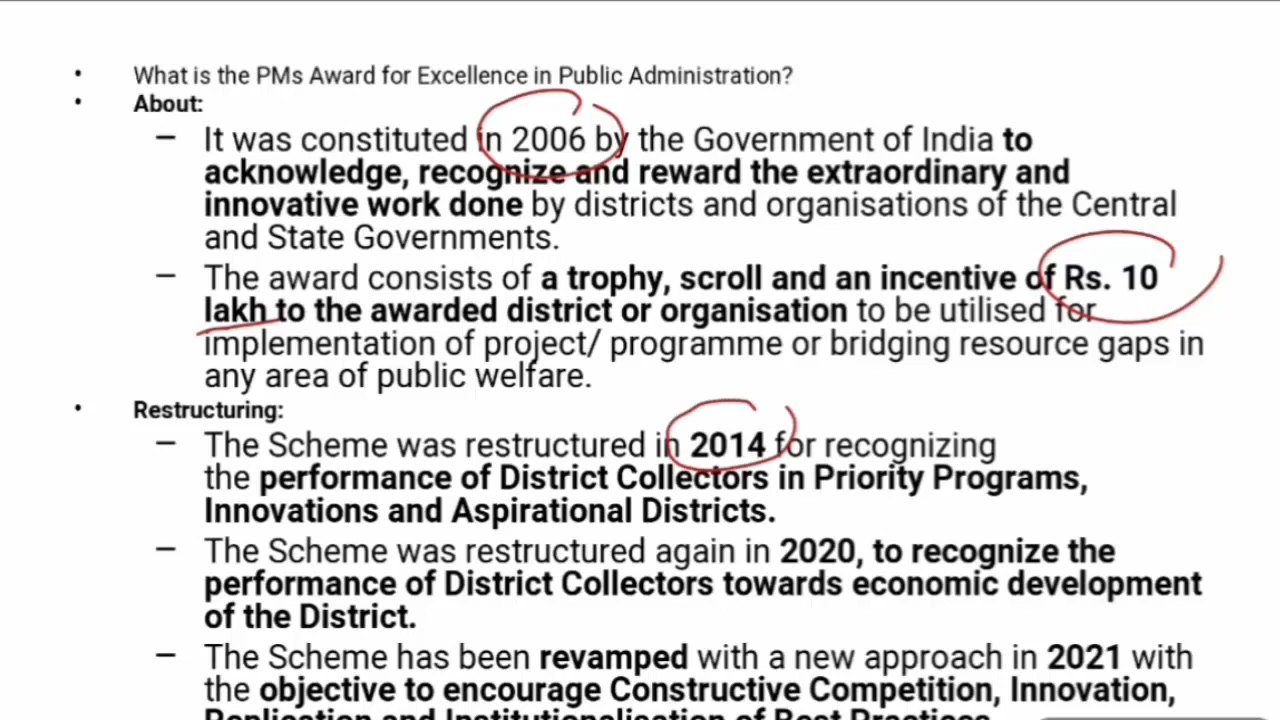 • What is the PMs Award for Excellence in Public Administration?
• About:
– It was constituted in 2006 by the Government of India to
acknowledge, recognize and reward the extraordinary and
innovative work done by districts and organisations of the Central
and State Governments.
– The award consists of a trophy, scroll and an incentive of Rs. 10
lakh to the awarded district or organisation to be utilised for
implementation of project/ programme or bridging resource gaps in
any area of public welfare.
• Restructuring:
– The Scheme was restructured in 2014 for recognizing
the performance of District Collectors in Priority Programs,
Innovations and Aspirational Districts.
– The Scheme was restructured again in 2020, to recognize the
performance of District Collectors towards economic development
of the District.
– The Scheme has been revamped with a new approach in 2021 with
the objective to encourage Constructive Competition, Innovation,
Replication and Institutionalisation of Best Practices.